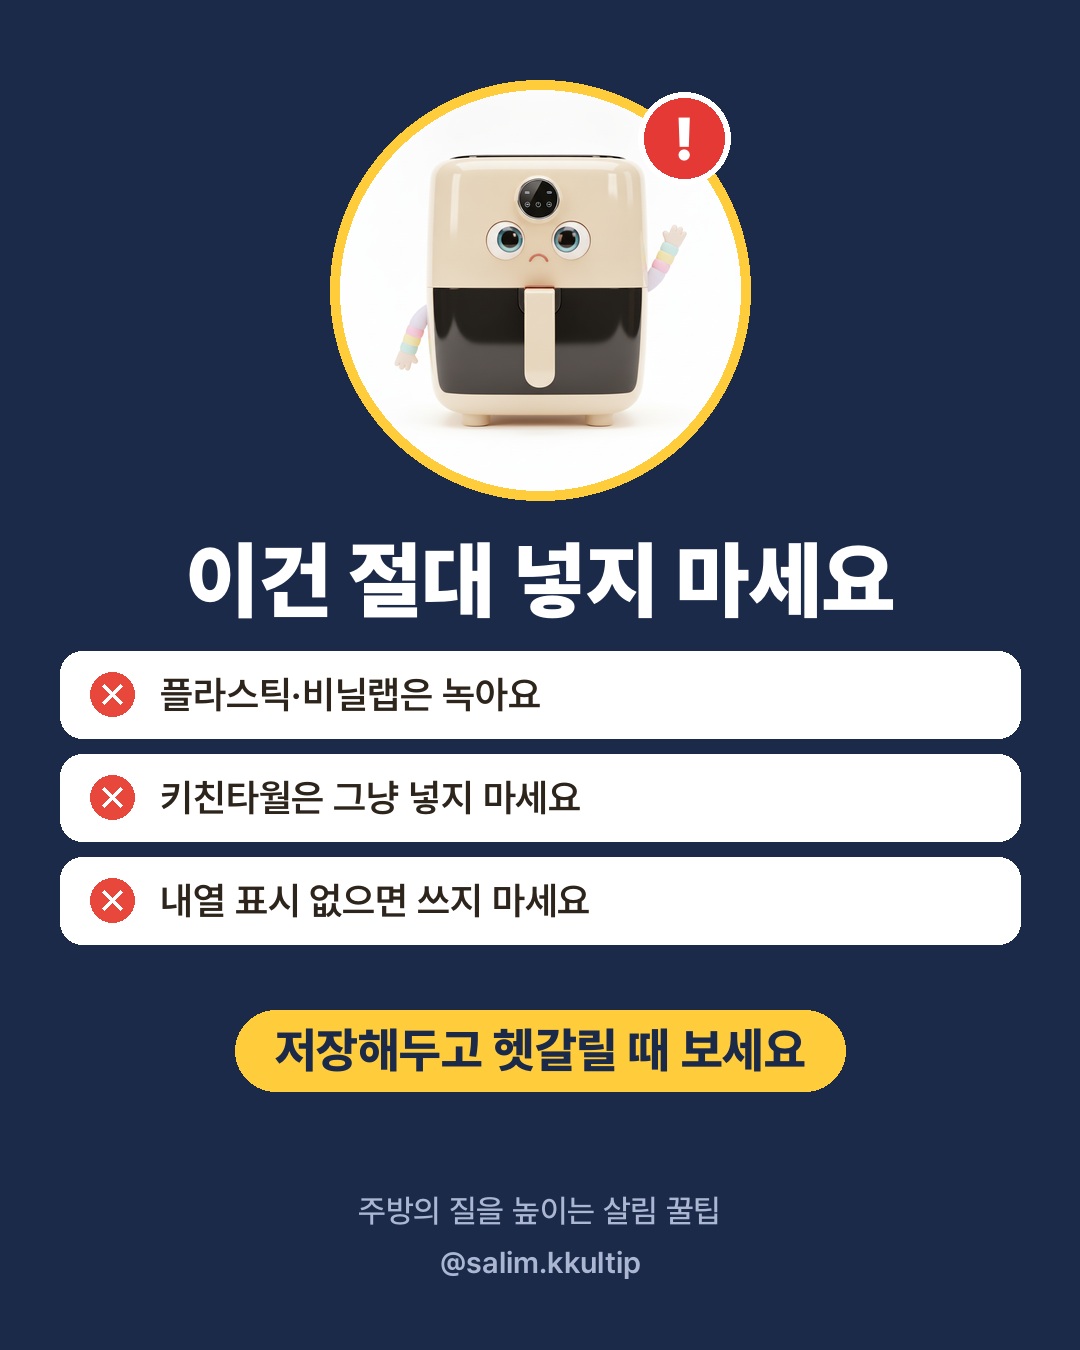 !
이건 절대 넣지 마세요
플라스틱·비닐랩은 녹아요
키친타월은 그냥 넣지 마세요
내열 표시 없으면 쓰지 마세요
저장해두고 헷갈릴 때 보세요
주방의 질을 높이는 살림 꿀팁
@salim.kkultip